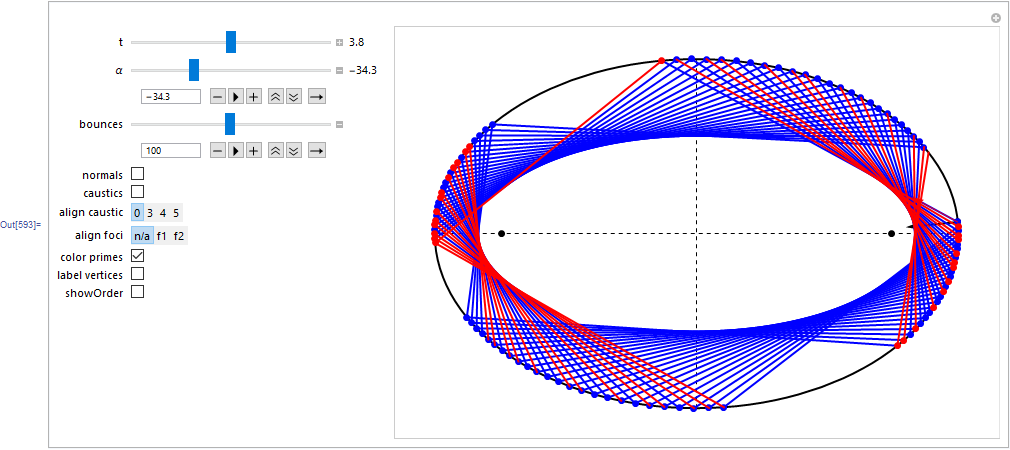 t 3.8
α −34.3
−34.3
bounces
100
normals
caustics
align caustic 0 3 4 5
Out[593]=
align foci n/a f1 f2
color primes
label vertices
showOrder